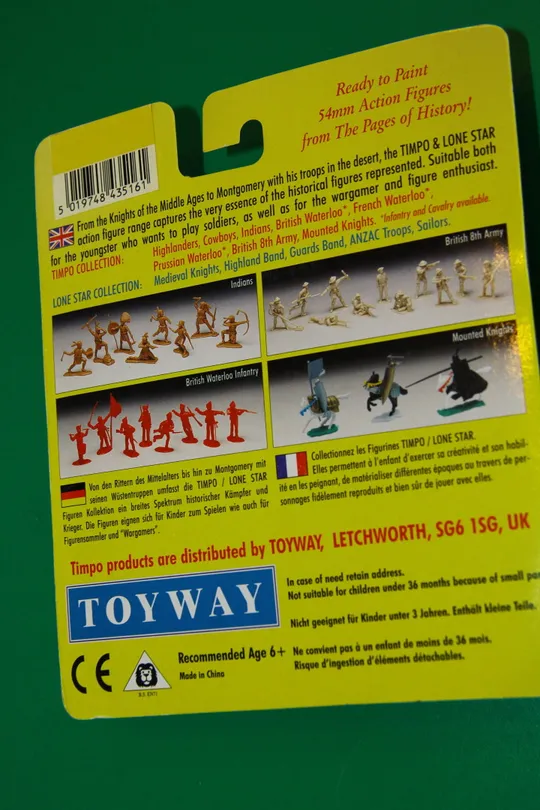 Ready to Paint
54mm Action Figures
from The Pages of History!
5 019748 435161
From the Knights of the Middle Ages to Montgomery with his troops in the desert, the TIMPO & LONE STAR
action figure range captures the very essence of the historical figures represented. Suitable both
for the youngster who wants to play soldiers, as well as for the wargamer and figure enthusiast.
TIMPO COLLECTION: Highlanders, Cowboys, Indians, British Waterloo*, French Waterloo*,
Prussian Waterloo*, British 8th Army, Mounted Knights. *Infantry and Cavalry available.
LONE STAR COLLECTION: Medieval Knights, Highland Band, Guards Band, ANZAC Troops, Sailors.
Indians
British 8th Army
British Waterloo Infantry
Mounted Knights
Von den Rittern des Mittelalters bis hin zu Montgomery mit
seinen Wüstentroppen umfasst die TIMPO / LONE STAR
Figuren Kollektion ein breites Spektrum historischer Kämpfer und
Krieger. Die Figuren eignen sich für Kinder zum Spielen wie auch für
Figurensammler und "Wargamers".
Collectionnez les Figurines TIMPO / LONE STAR.
Elles permettent à l'enfant d'exercer sa créativité et son habil-
ité en les peignant, de matérialiser différentes époques au travers de per-
sonnages fidèlement reproduits et bien sûr de jouer avec elles.
Timpo products are distributed by TOYWAY, LETCHWORTH, SG6 1SG, UK
TOYWAY
In case of need retain address.
Not suitable for children under 36 months because of small par
Nicht geeignet für Kinder unter 3 Jahren. Enthält kleine Teile.
CE
Recommended Age 6+
Made in China
Ne convient pas à un enfant de moins de 36 mois.
Risque d'ingestion d'éléments détachables.